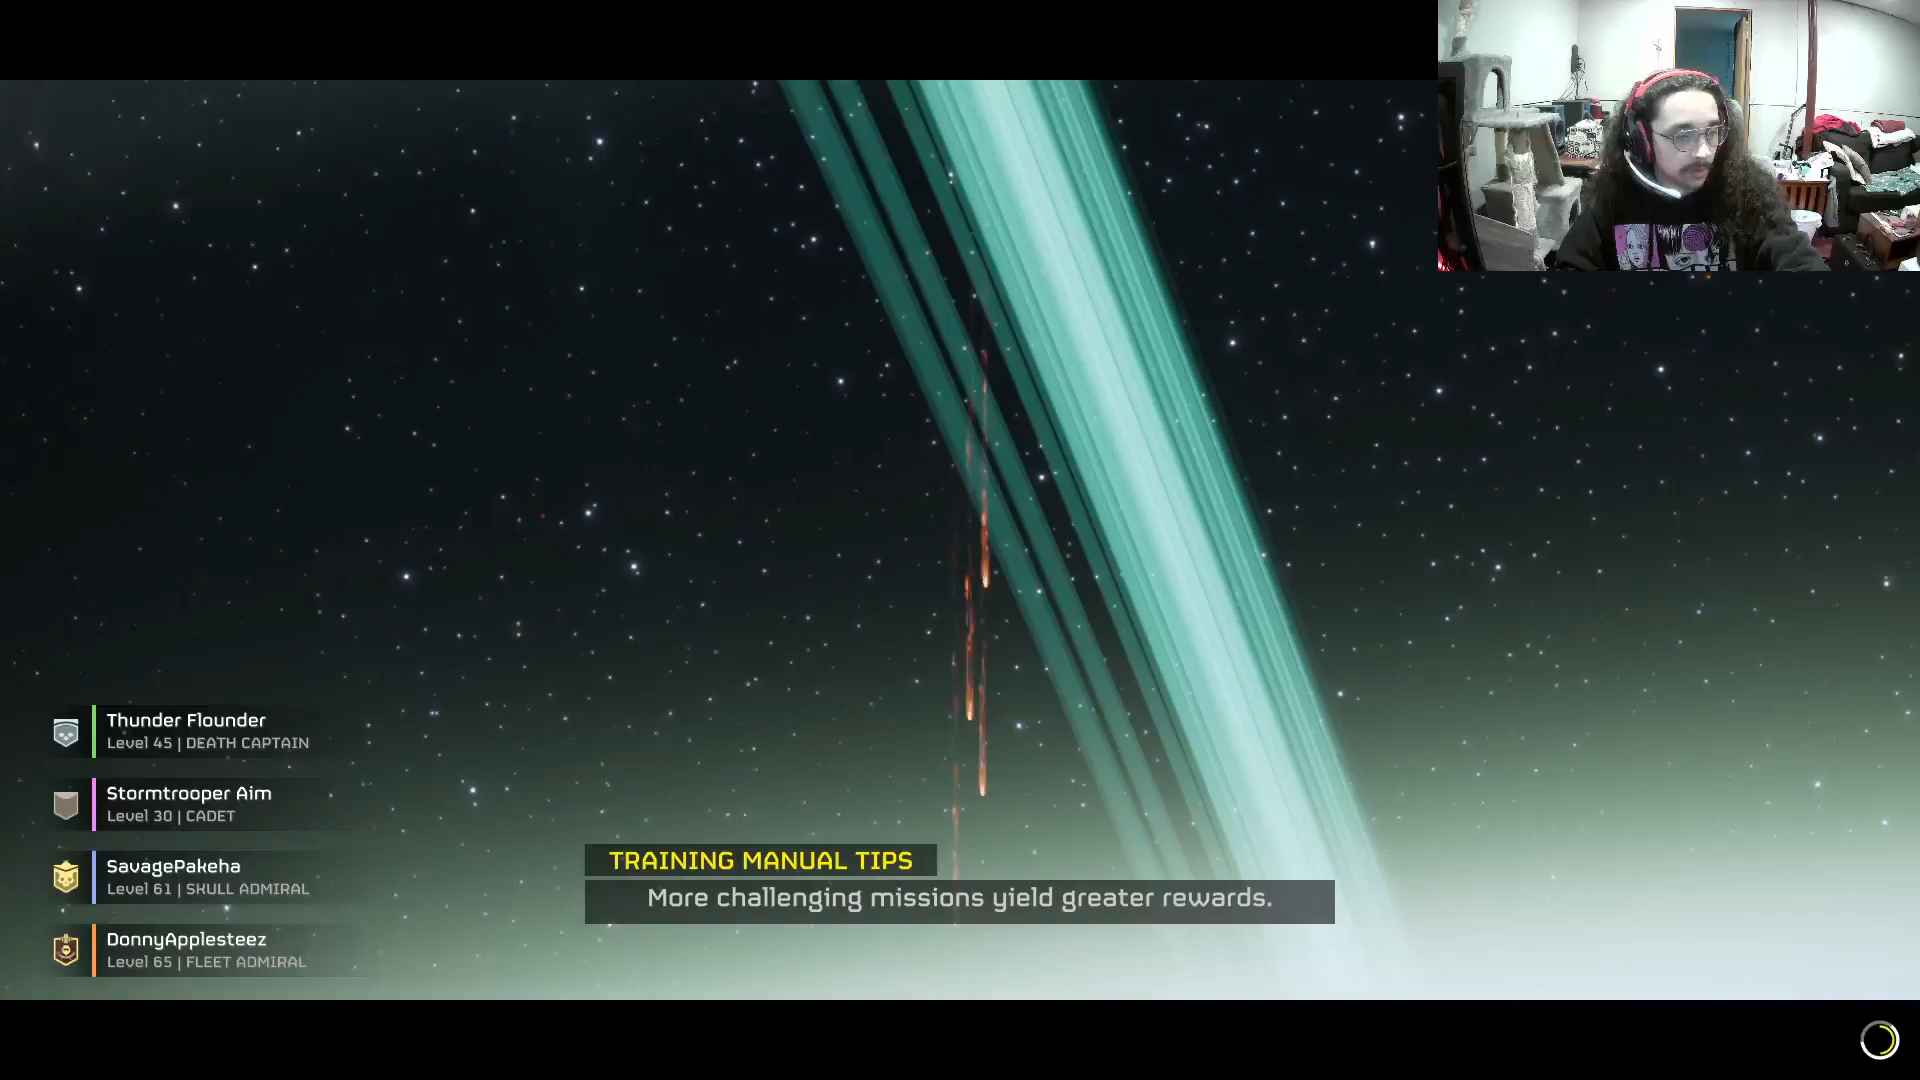 Thunder Flounder
Level 45 | DEATH CAPTAIN
Stormtrooper Aim
Level 30 | CADET
SavagePakeha
Level 61 | SKULL ADMIRAL
DonnyApplesteez
Level 65 | FLEET ADMIRAL
TRAINING MANUAL TIPS
More challenging missions yield greater rewards.